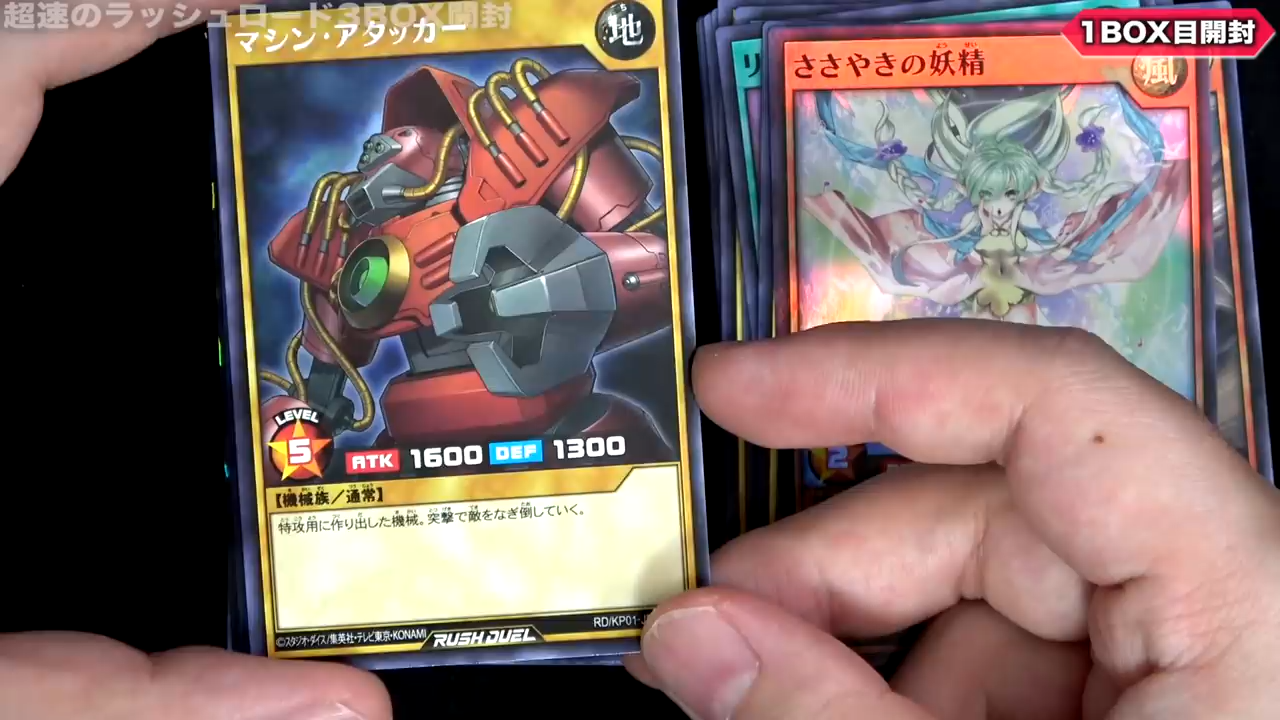 超速のラッシュロード3BOX開封
1BOX目開封
マシン・アタッカー
地
LEVEL
5
ATK 1600 DEF 1300
【機械族／通常】
特攻用に作り出した機械。突撃で敵をなぎ倒していく。
©スタジオ・ダイス/集英社・テレビ東京・KONAMI
RUSH DUEL
RD/KP01-J
リ
ささやきの妖精
風
2